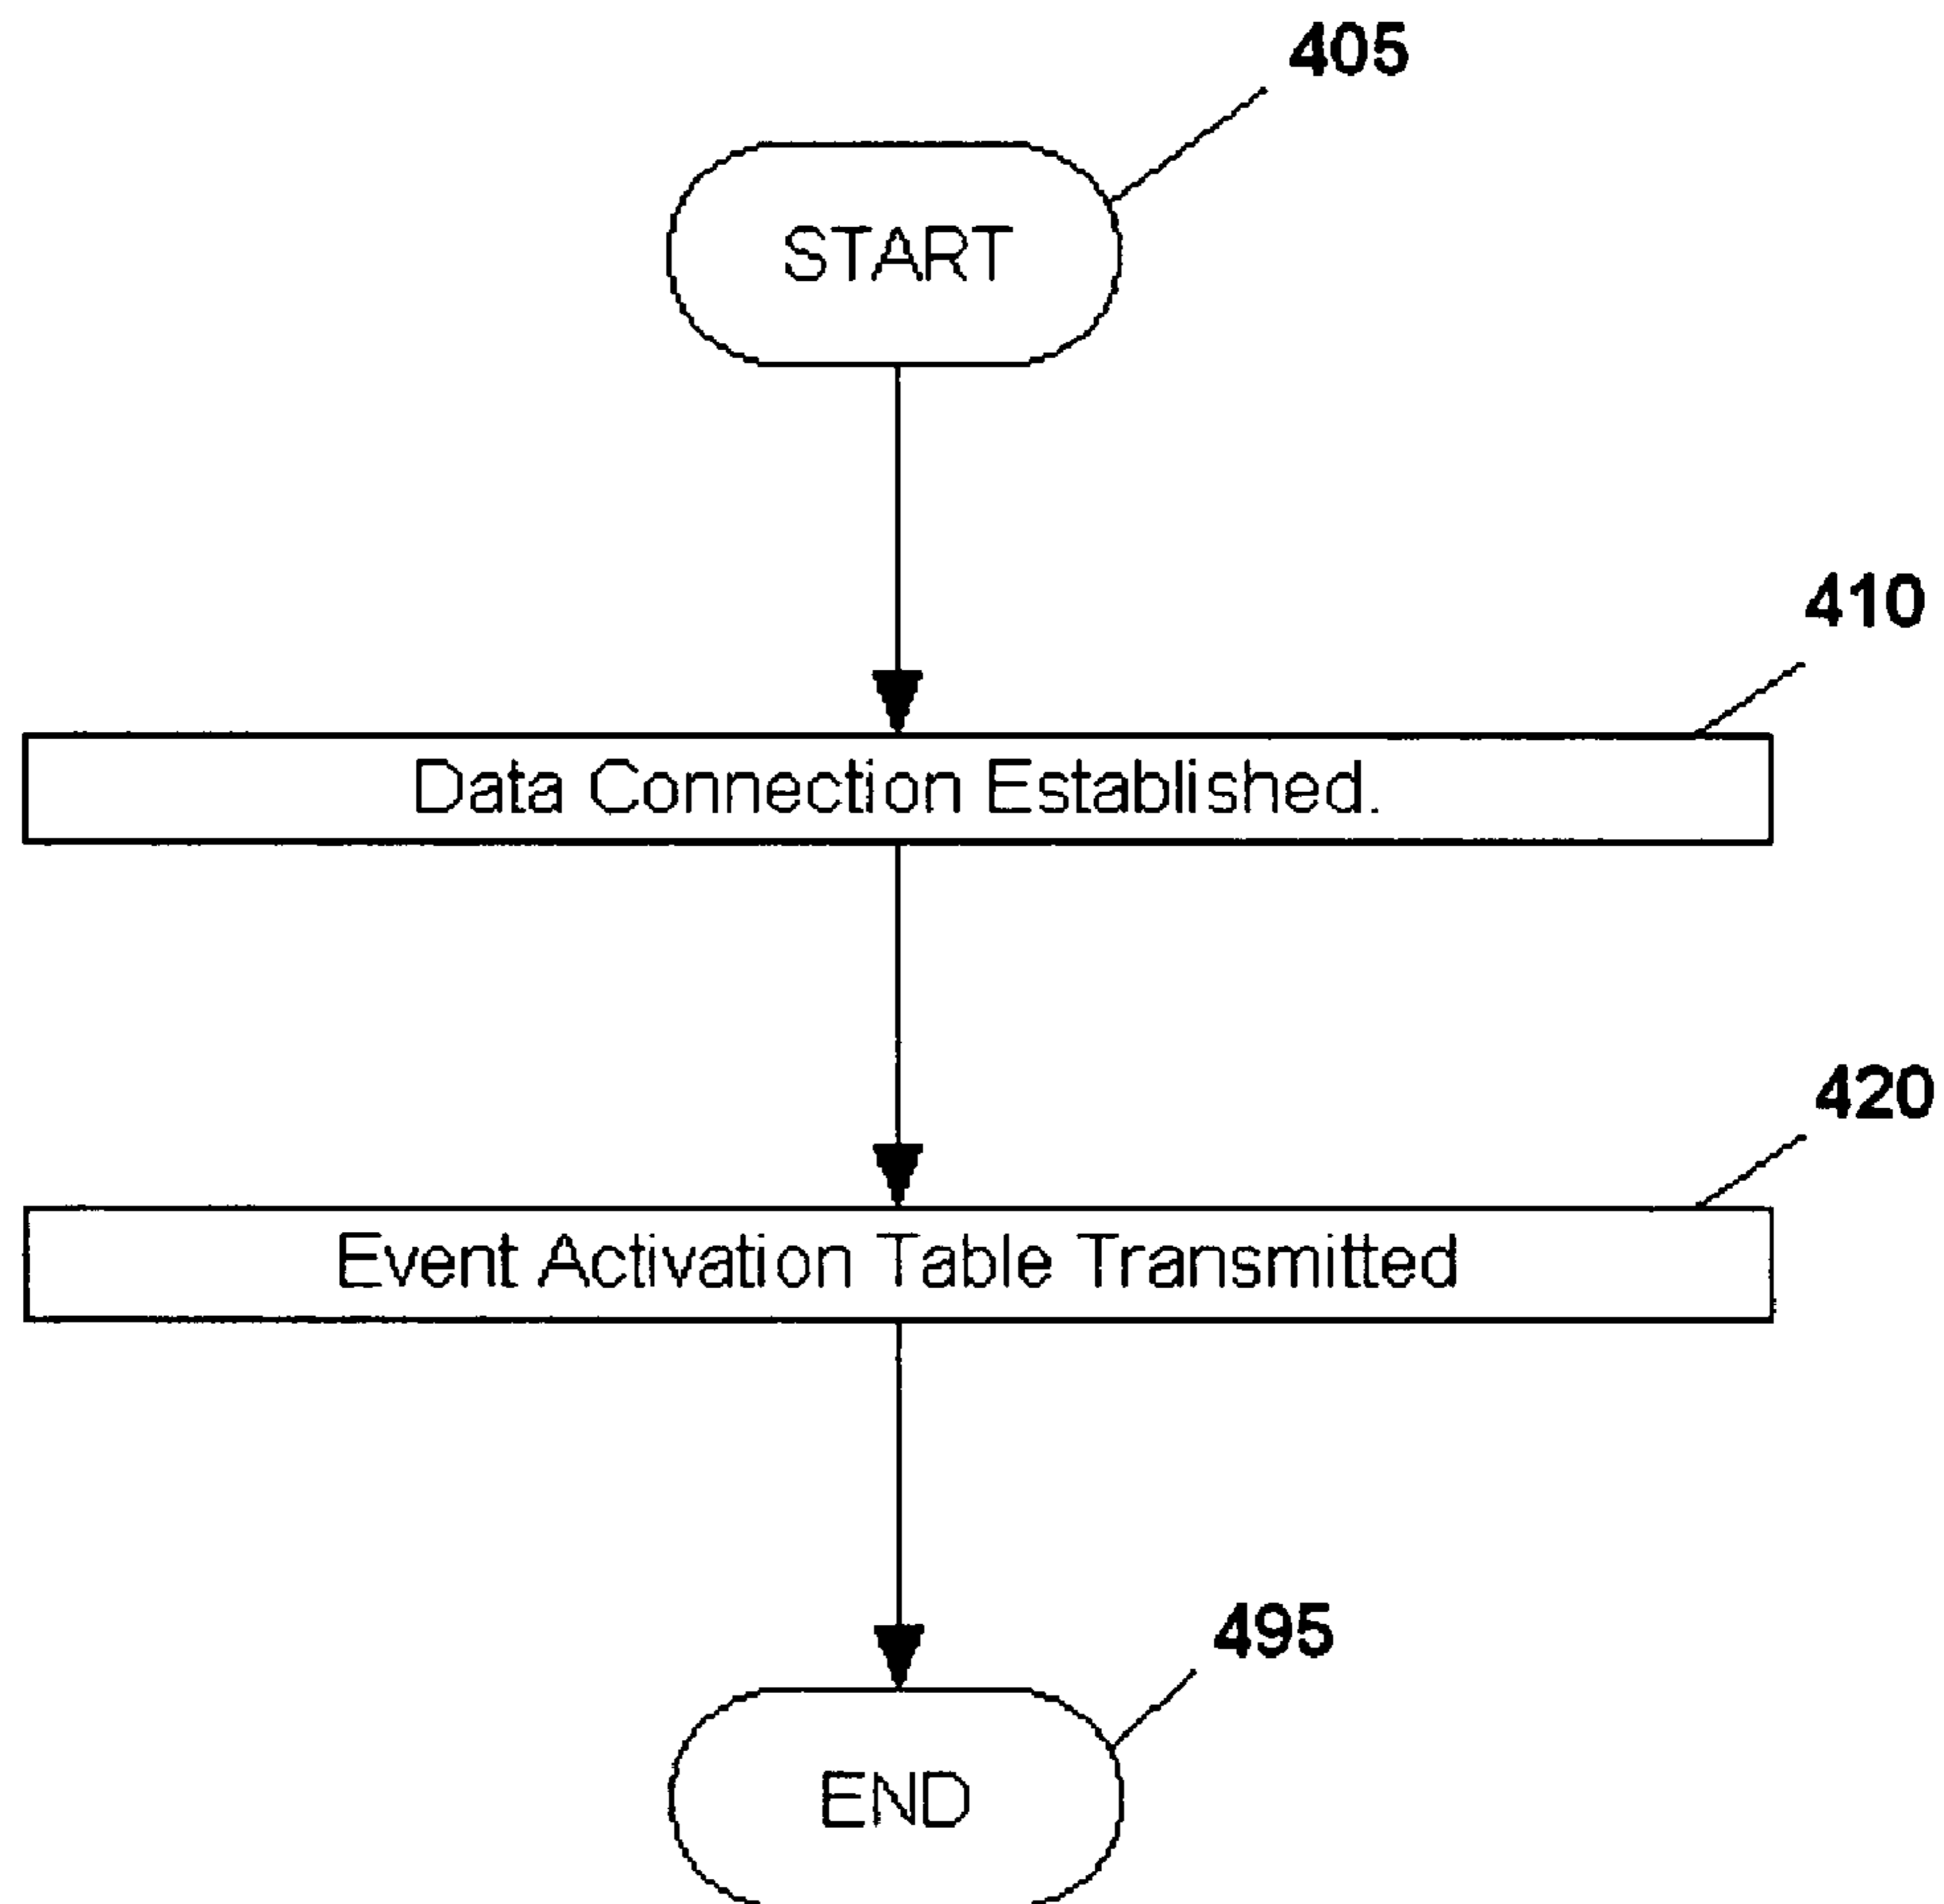 405
START
410
Data Connection Established.
420
Event Activation Table Transmitted
495
END